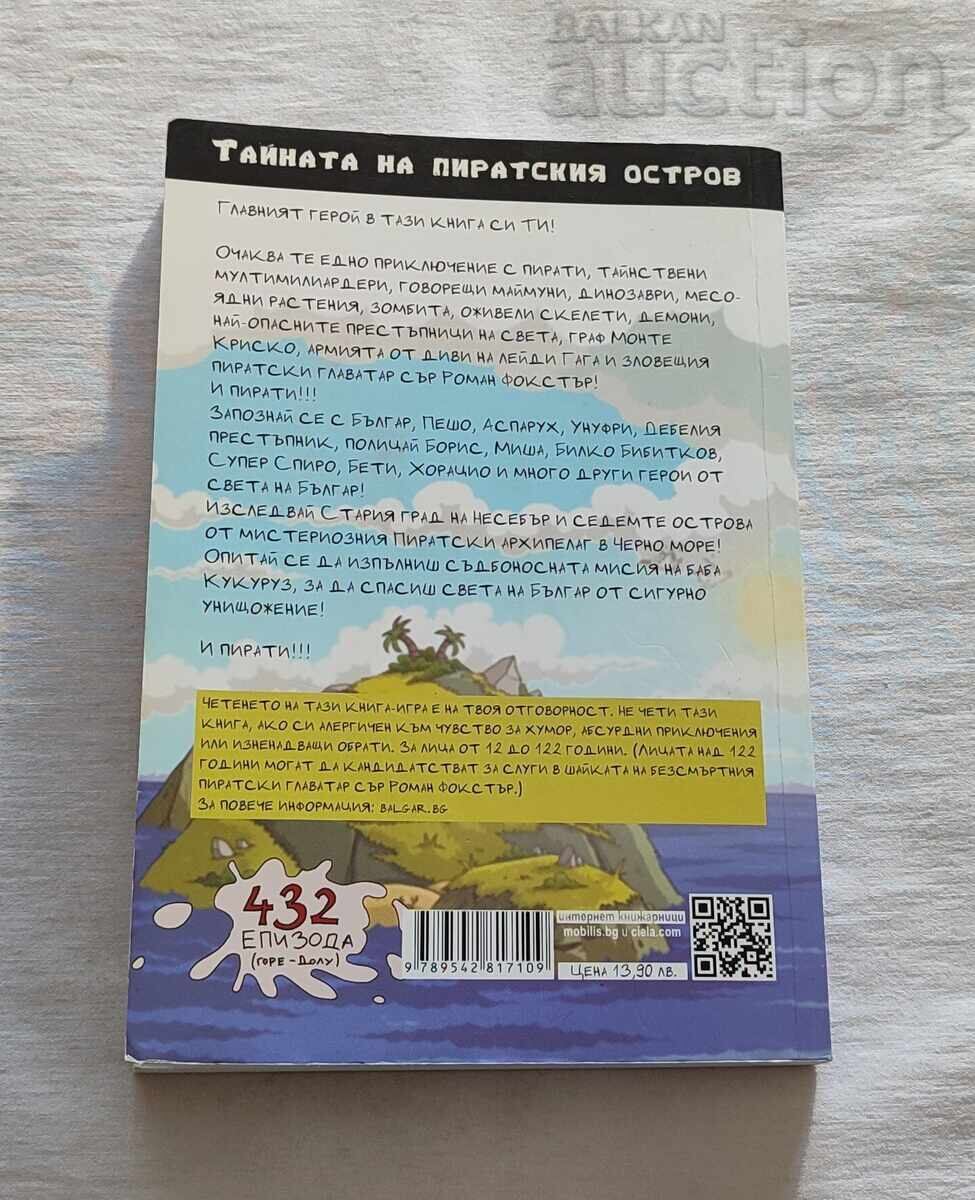 BALKAN
auction
Тайната на пиратския остров
Главният герой в тази книга си ти!
Очаква те едно приключение с пирати, тайнствени
мултимилиардери, говорещи маймуни, динозаври, месо-
ядни растения, зомбита, оживели скелети, демони,
най-опасните престъпници на света, граф Монте
Криско, армията от диви на лейди Гага и зловещия
пиратски главатар сър Роман Фокстър!
И пирати!!!
Запознай се с Българ, Пешо, Аспарух, Унуфри, Дебелия
престъпник, полицай Борис, Миша, Билко Бибитков,
Супер Спиро, Бети, Хорацио и много други герои от
света на Българ!
Изследвай Стария град на Несебър и седемте острова
от мистериозния Пиратски архипелаг в Черно море!
Опитай се да изпълниш съдбоносната мисия на баба
Кукуруз, за да спасиш света на Българ от сигурно
унищожение!
И пирати!!!
Четенето на тази книга-игра е на твоя отговорност. Не чети тази
книга, ако си алергичен към чувство за хумор, абсурдни приключения
или изненадващи обрати. За лица от 12 до 122 години. (Лицата над 122
години могат да кандидатстват за слуги в шайката на безсмъртния
пиратски главатар сър Роман Фокстър.)
За повече информация: balgar.bg
432
епизода
(горе-долу)
9 789542 817109
интернет книжарници
mobilis.bg и ciela.com
Цена 13,90 лв.